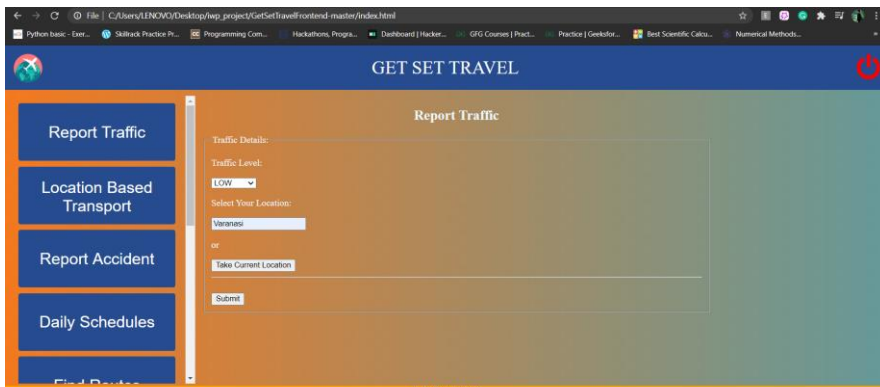 File | C:/Users/LENOVO/Desktop/iwp_project/GetSetTravelFrontend-master/index.html
Python basic - Exer... Skillrack Practice Pr... Programming Com... Hackathons, Progra... Dashboard | Hacker... GFG Courses | Pract... Practice | Geeksfor... Best Scientific Calcu... Numerical Methods...
GET SET TRAVEL
Report Traffic
Location Based
Transport
Report Accident
Daily Schedules
Find Routes
Report Traffic
Traffic Details:
Traffic Level:
LOW
Select Your Location:
Varanasi
or
Take Current Location
Submit